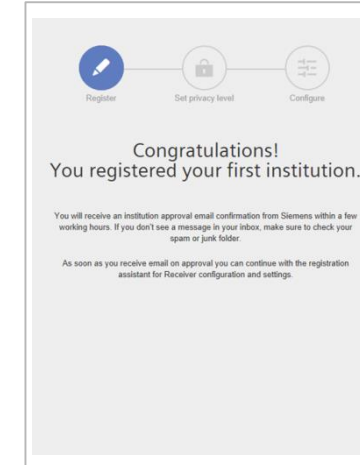 Register
Set privacy level
Configure
Congratulations!
You registered your first institution.
You will receive an institution approval email confirmation from Siemens within a few
working hours. If you don't see a message in your inbox, make sure to check your
spam or junk folder.
As soon as you receive email on approval you can continue with the registration
assistant for Receiver configuration and settings.